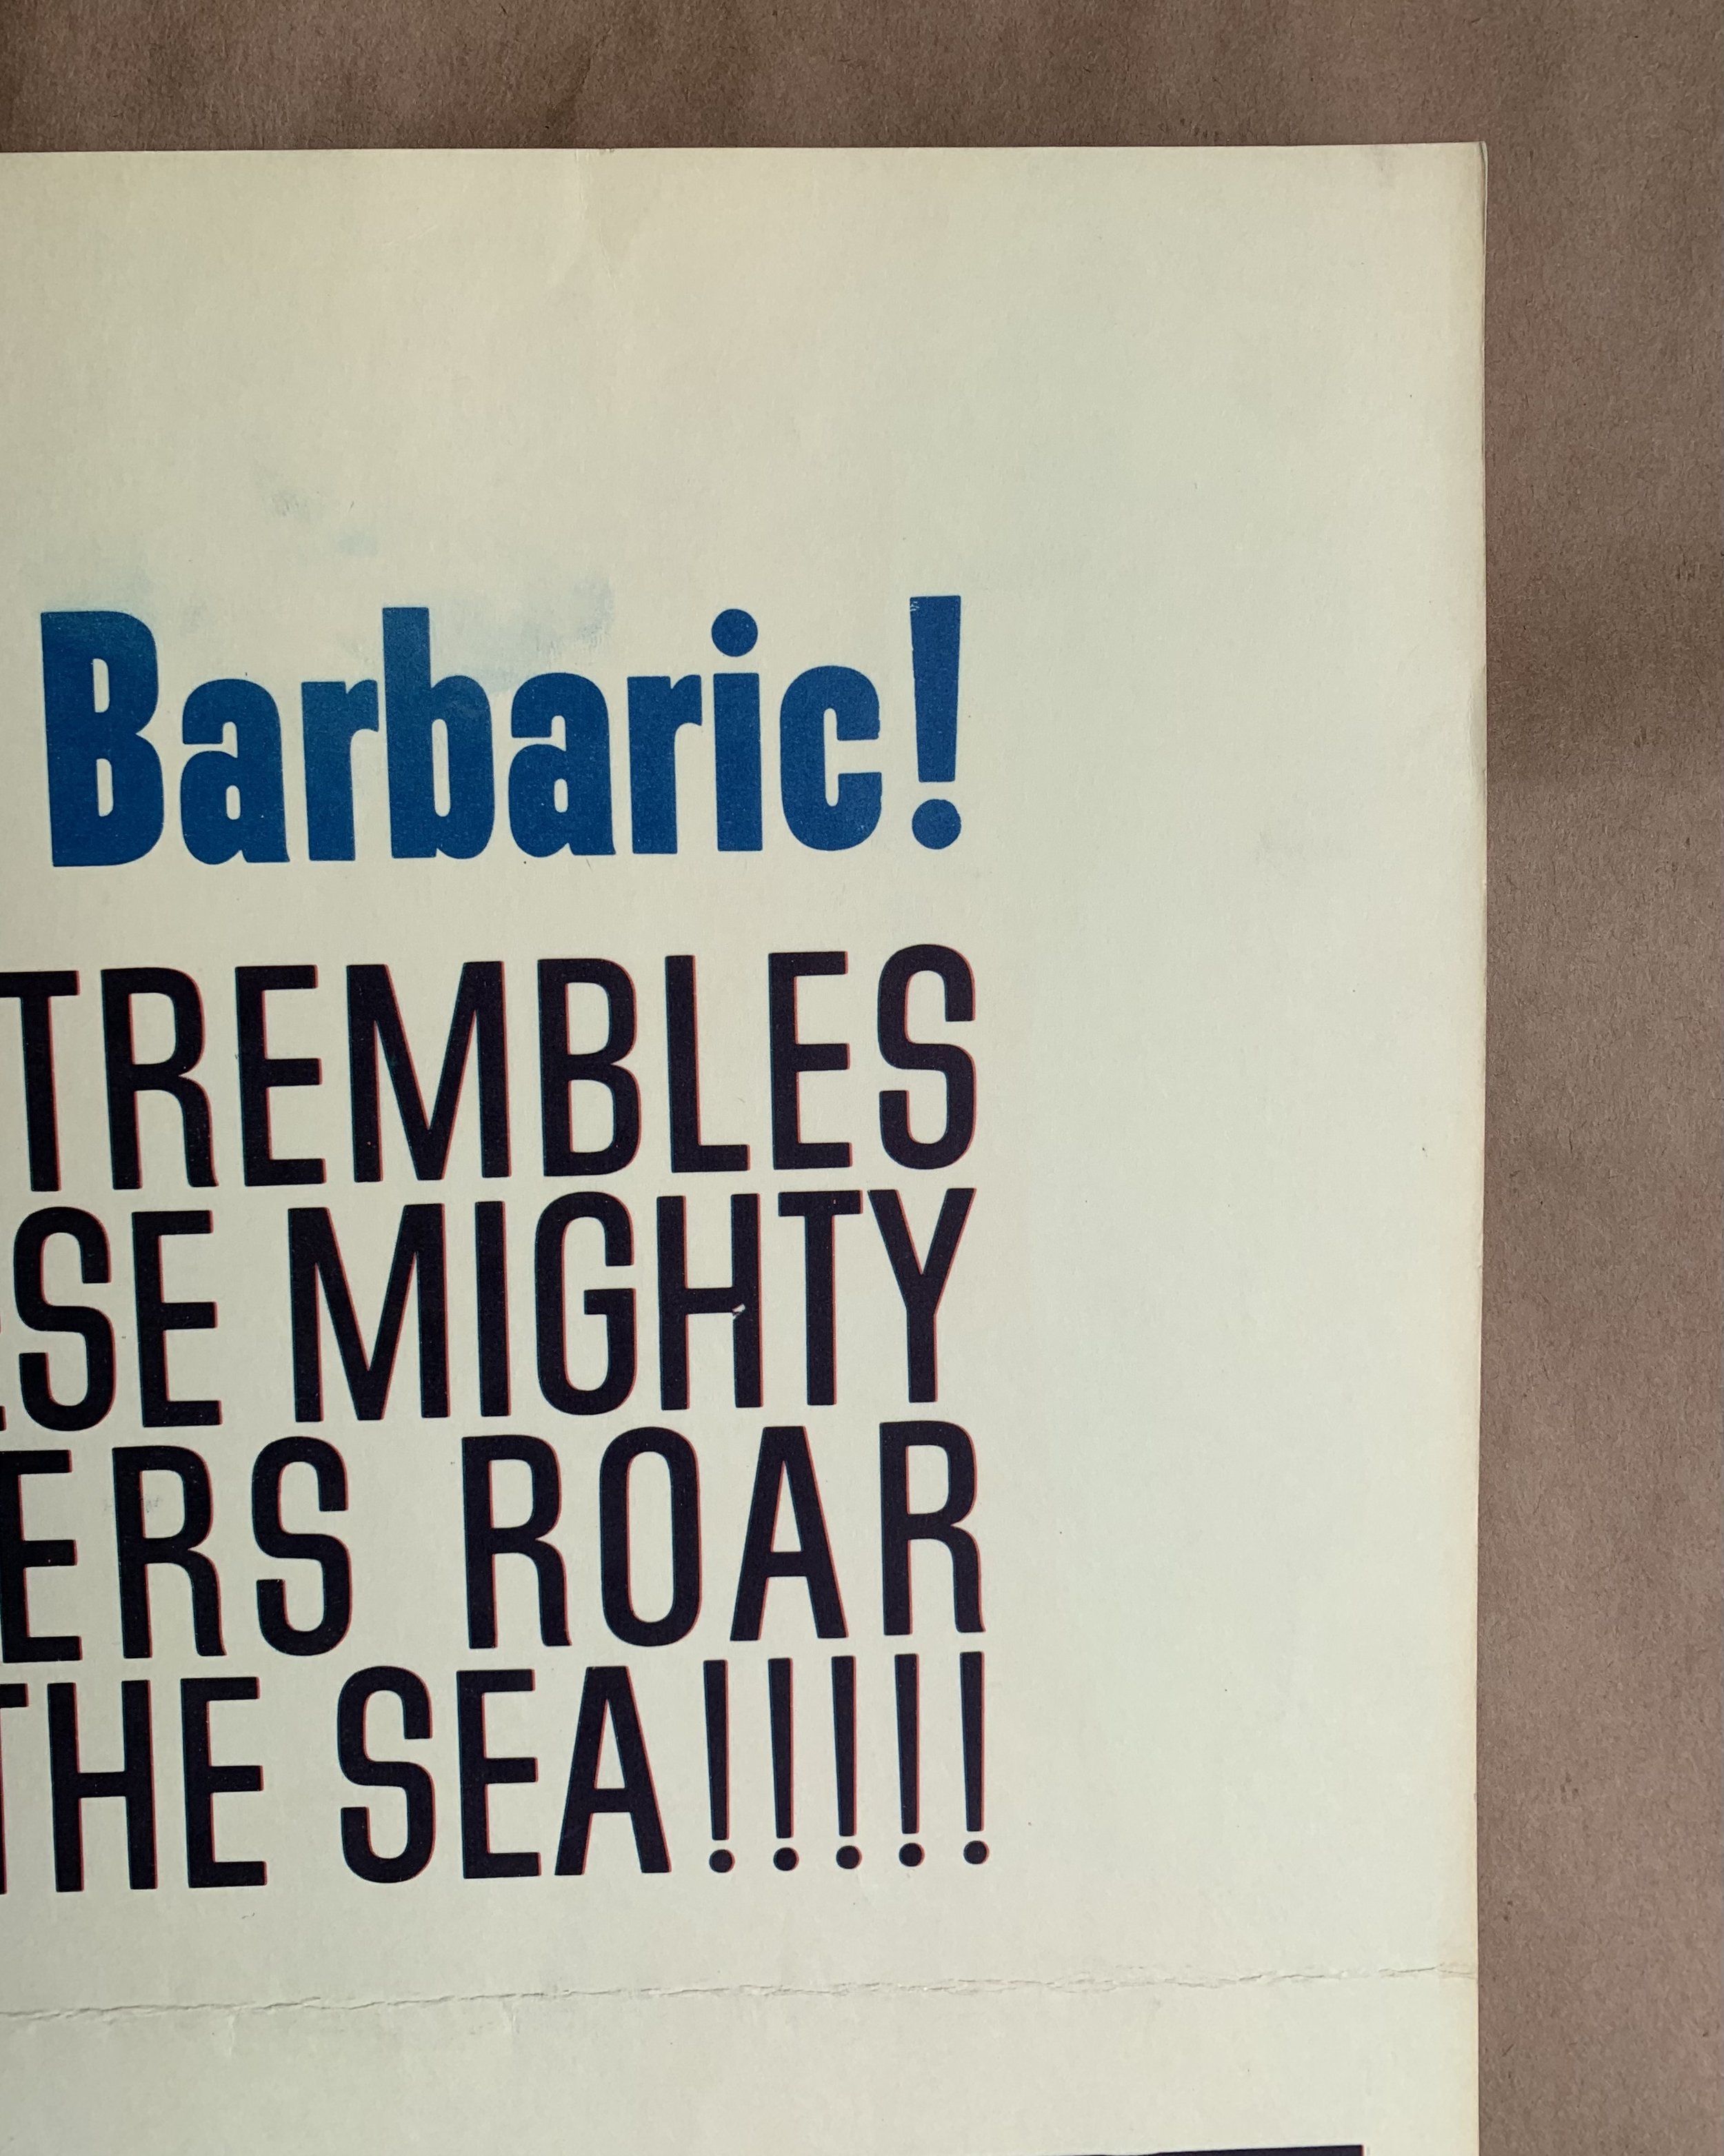 Barbaric!
TREMBLES
SE MIGHTY
ERS ROAR
THE SEA!!!!!